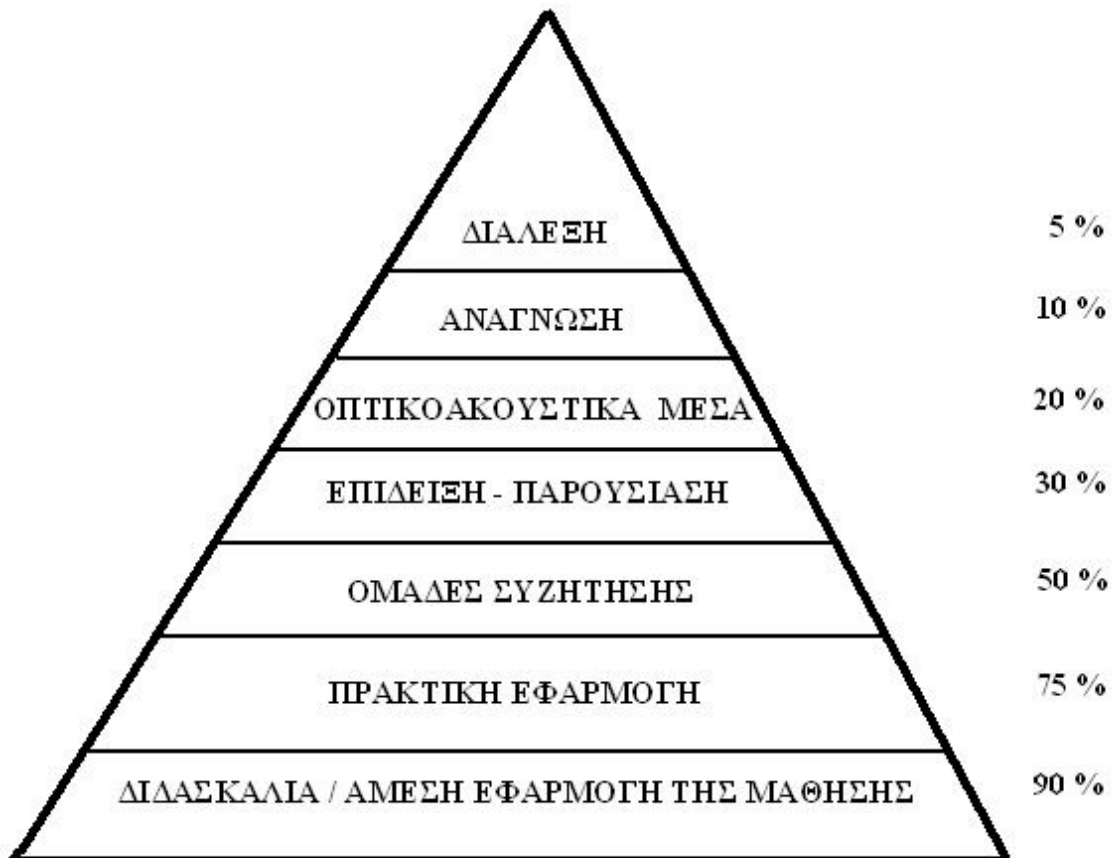 ΔΙΑΛΕΞΗ 5 %
ΑΝΑΓΝΩΣΗ 10 %
ΟΠΤΙΚΟΑΚΟΥΣΤΙΚΑ ΜΕΣΑ 20 %
ΕΠΙΔΕΙΞΗ - ΠΑΡΟΥΣΙΑΣΗ 30 %
ΟΜΑΔΕΣ ΣΥΖΗΤΗΣΗΣ 50 %
ΠΡΑΚΤΙΚΗ ΕΦΑΡΜΟΓΗ 75 %
ΔΙΔΑΣΚΑΛΙΑ / ΑΜΕΣΗ ΕΦΑΡΜΟΓΗ ΤΗΣ ΜΑΘΗΣΗΣ 90 %